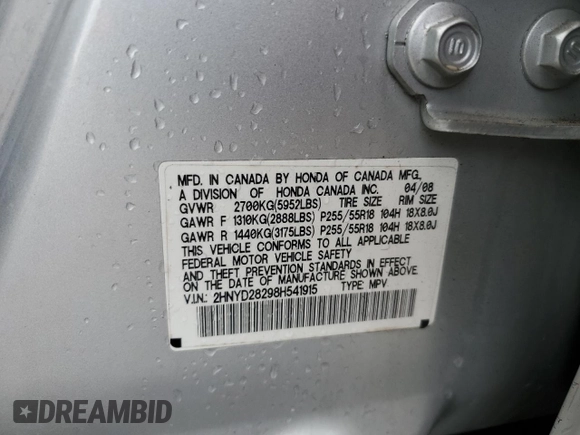 10
MFD. IN CANADA BY HONDA OF CANADA MFG.,
A DIVISION OF HONDA CANADA INC. 04/08
GVWR 2700KG(5952LBS) TIRE SIZE RIM SIZE
GAWR F 1310KG(2888LBS) P255/55R18 104H 18X8.0J
GAWR R 1440KG(3175LBS) P255/55R18 104H 18X8.0J
THIS VEHICLE CONFORMS TO ALL APPLICABLE
FEDERAL MOTOR VEHICLE SAFETY
AND THEFT PREVENTION STANDARDS IN EFFECT
ON THE DATE OF MANUFACTURE SHOWN ABOVE.
V.I.N.: 2HNYD28298H541915 TYPE: MPV
DREAMBID